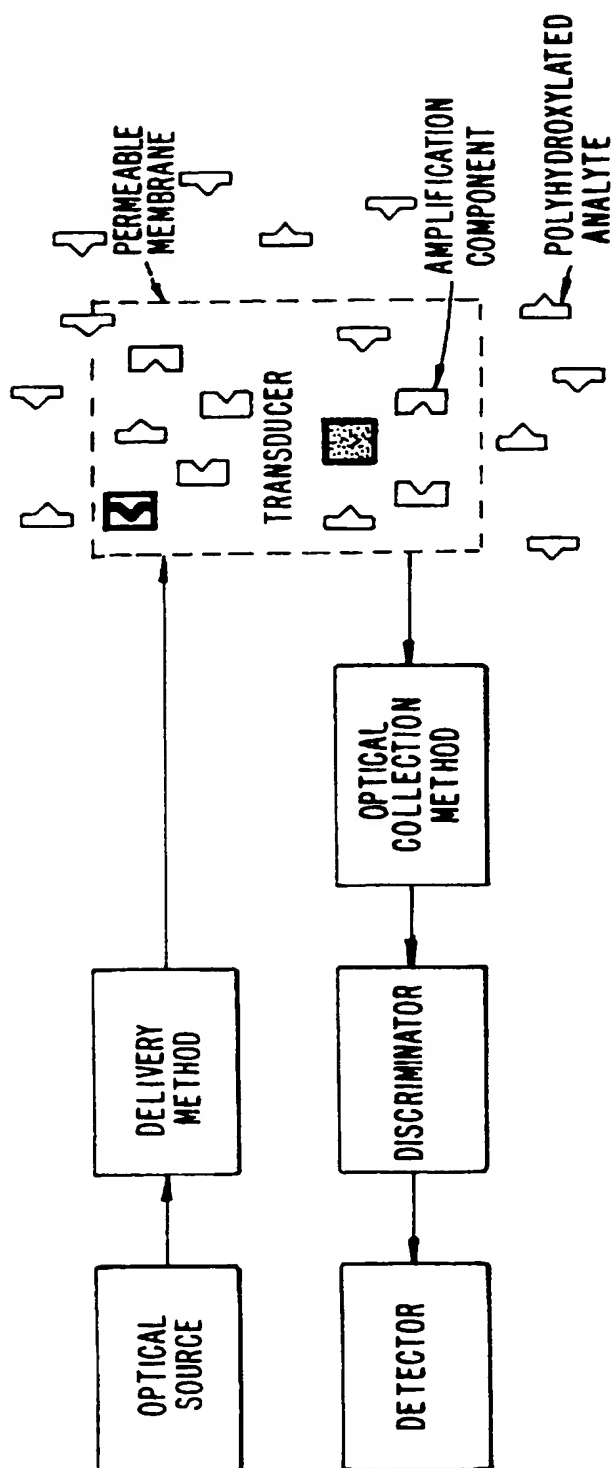 OPTICAL
SOURCE
DELIVERY
METHOD
PERMEABLE
MEMBRANE
TRANSDUCER
AMPLIFICATION
COMPONENT
POLYHYDROXYLATED
ANALYTE
DETECTOR
DISCRIMINATOR
OPTICAL
COLLECTION
METHOD